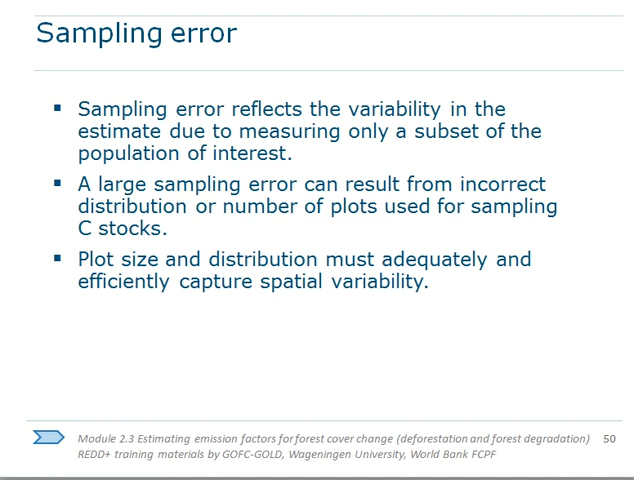 Sampling error
▪ Sampling error reflects the variability in the
estimate due to measuring only a subset of the
population of interest.
▪ A large sampling error can result from incorrect
distribution or number of plots used for sampling
C stocks.
▪ Plot size and distribution must adequately and
efficiently capture spatial variability.
Module 2.3 Estimating emission factors for forest cover change (deforestation and forest degradation) 50
REDD+ training materials by GOFC-GOLD, Wageningen University, World Bank FCPF